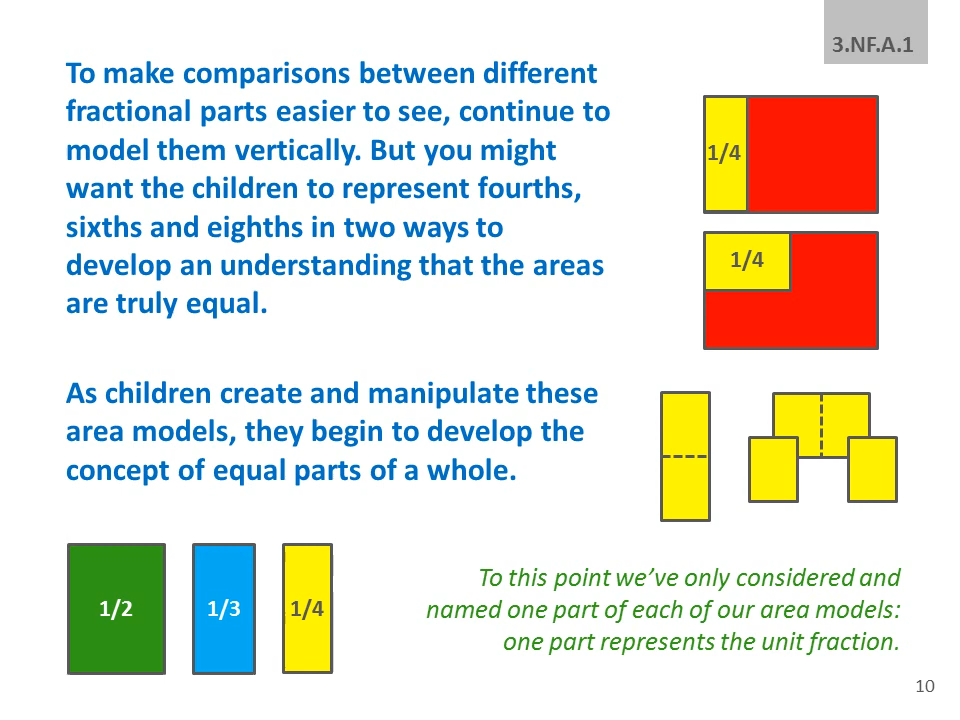 3.NF.A.1
To make comparisons between different
fractional parts easier to see, continue to
model them vertically. But you might
want the children to represent fourths,
sixths and eighths in two ways to
develop an understanding that the areas
are truly equal.
1/4
1/4
As children create and manipulate these
area models, they begin to develop the
concept of equal parts of a whole.
1/2
1/3
1/4
To this point we’ve only considered and
named one part of each of our area models:
one part represents the unit fraction.
10